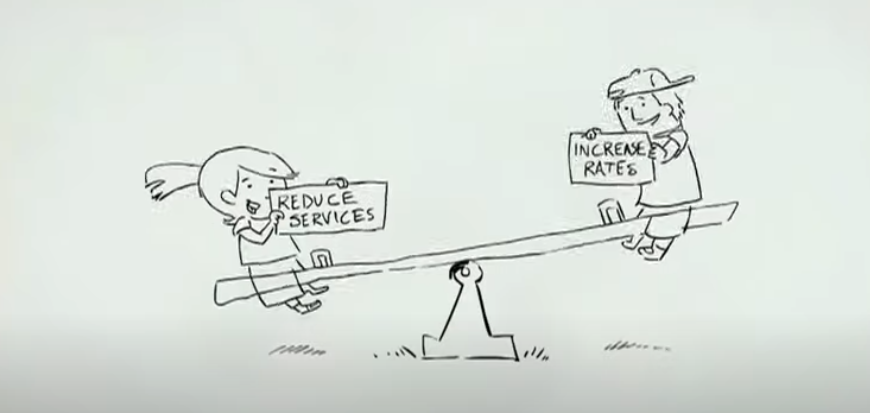 REDUCE
SERVICES
INCREASE
RATES